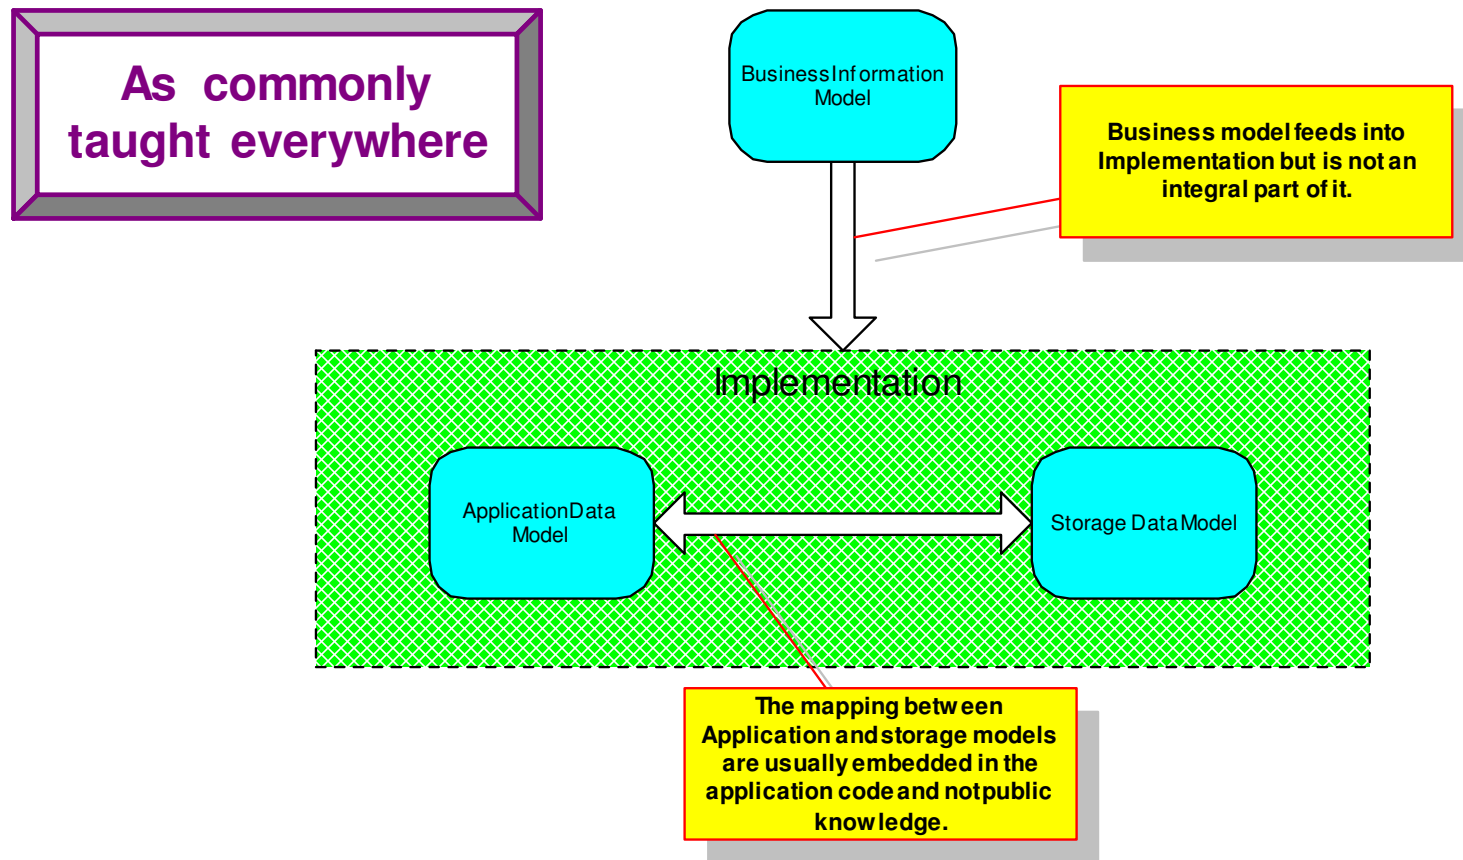 As commonly
taught everywhere
Business Information
Model
Business model feeds into
Implementation but is not an
integral part of it.
Implementation
Application Data
Model
Storage Data Model
The mapping between
Application and storage models
are usually embedded in the
application code and not public
knowledge.